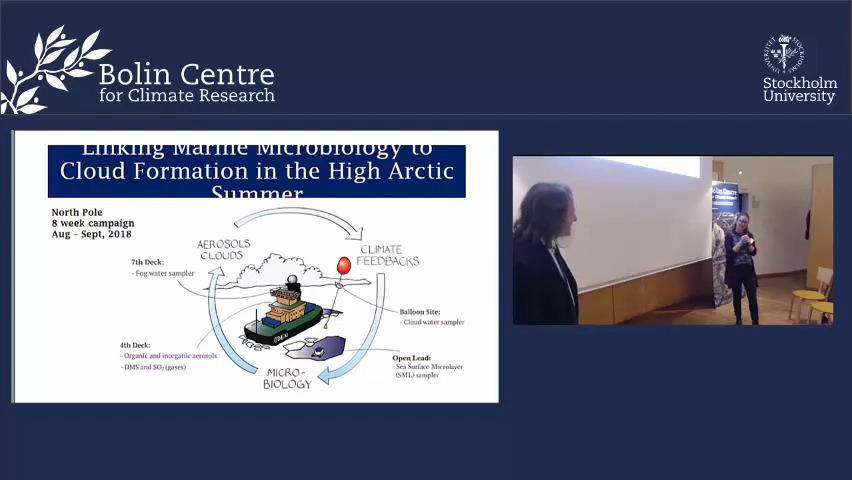 Bolin Centre
for Climate Research
Stockholm
University
Linking Marine Microbiology to
Cloud Formation in the High Arctic
Summer
North Pole
8 week campaign
Aug – Sept, 2018
AEROSOLS
CLOUDS
CLIMATE
FEEDBACKS
7th Deck:
- Fog water sampler
Balloon Site:
- Cloud water sampler
ODEN
4th Deck:
- Organic and inorganic aerosols
- DMS and SO₂ (gases)
Open Lead:
- Sea Surface Microlayer
(SML) sampler
MICRO-
BIOLOGY
Bolin Centre